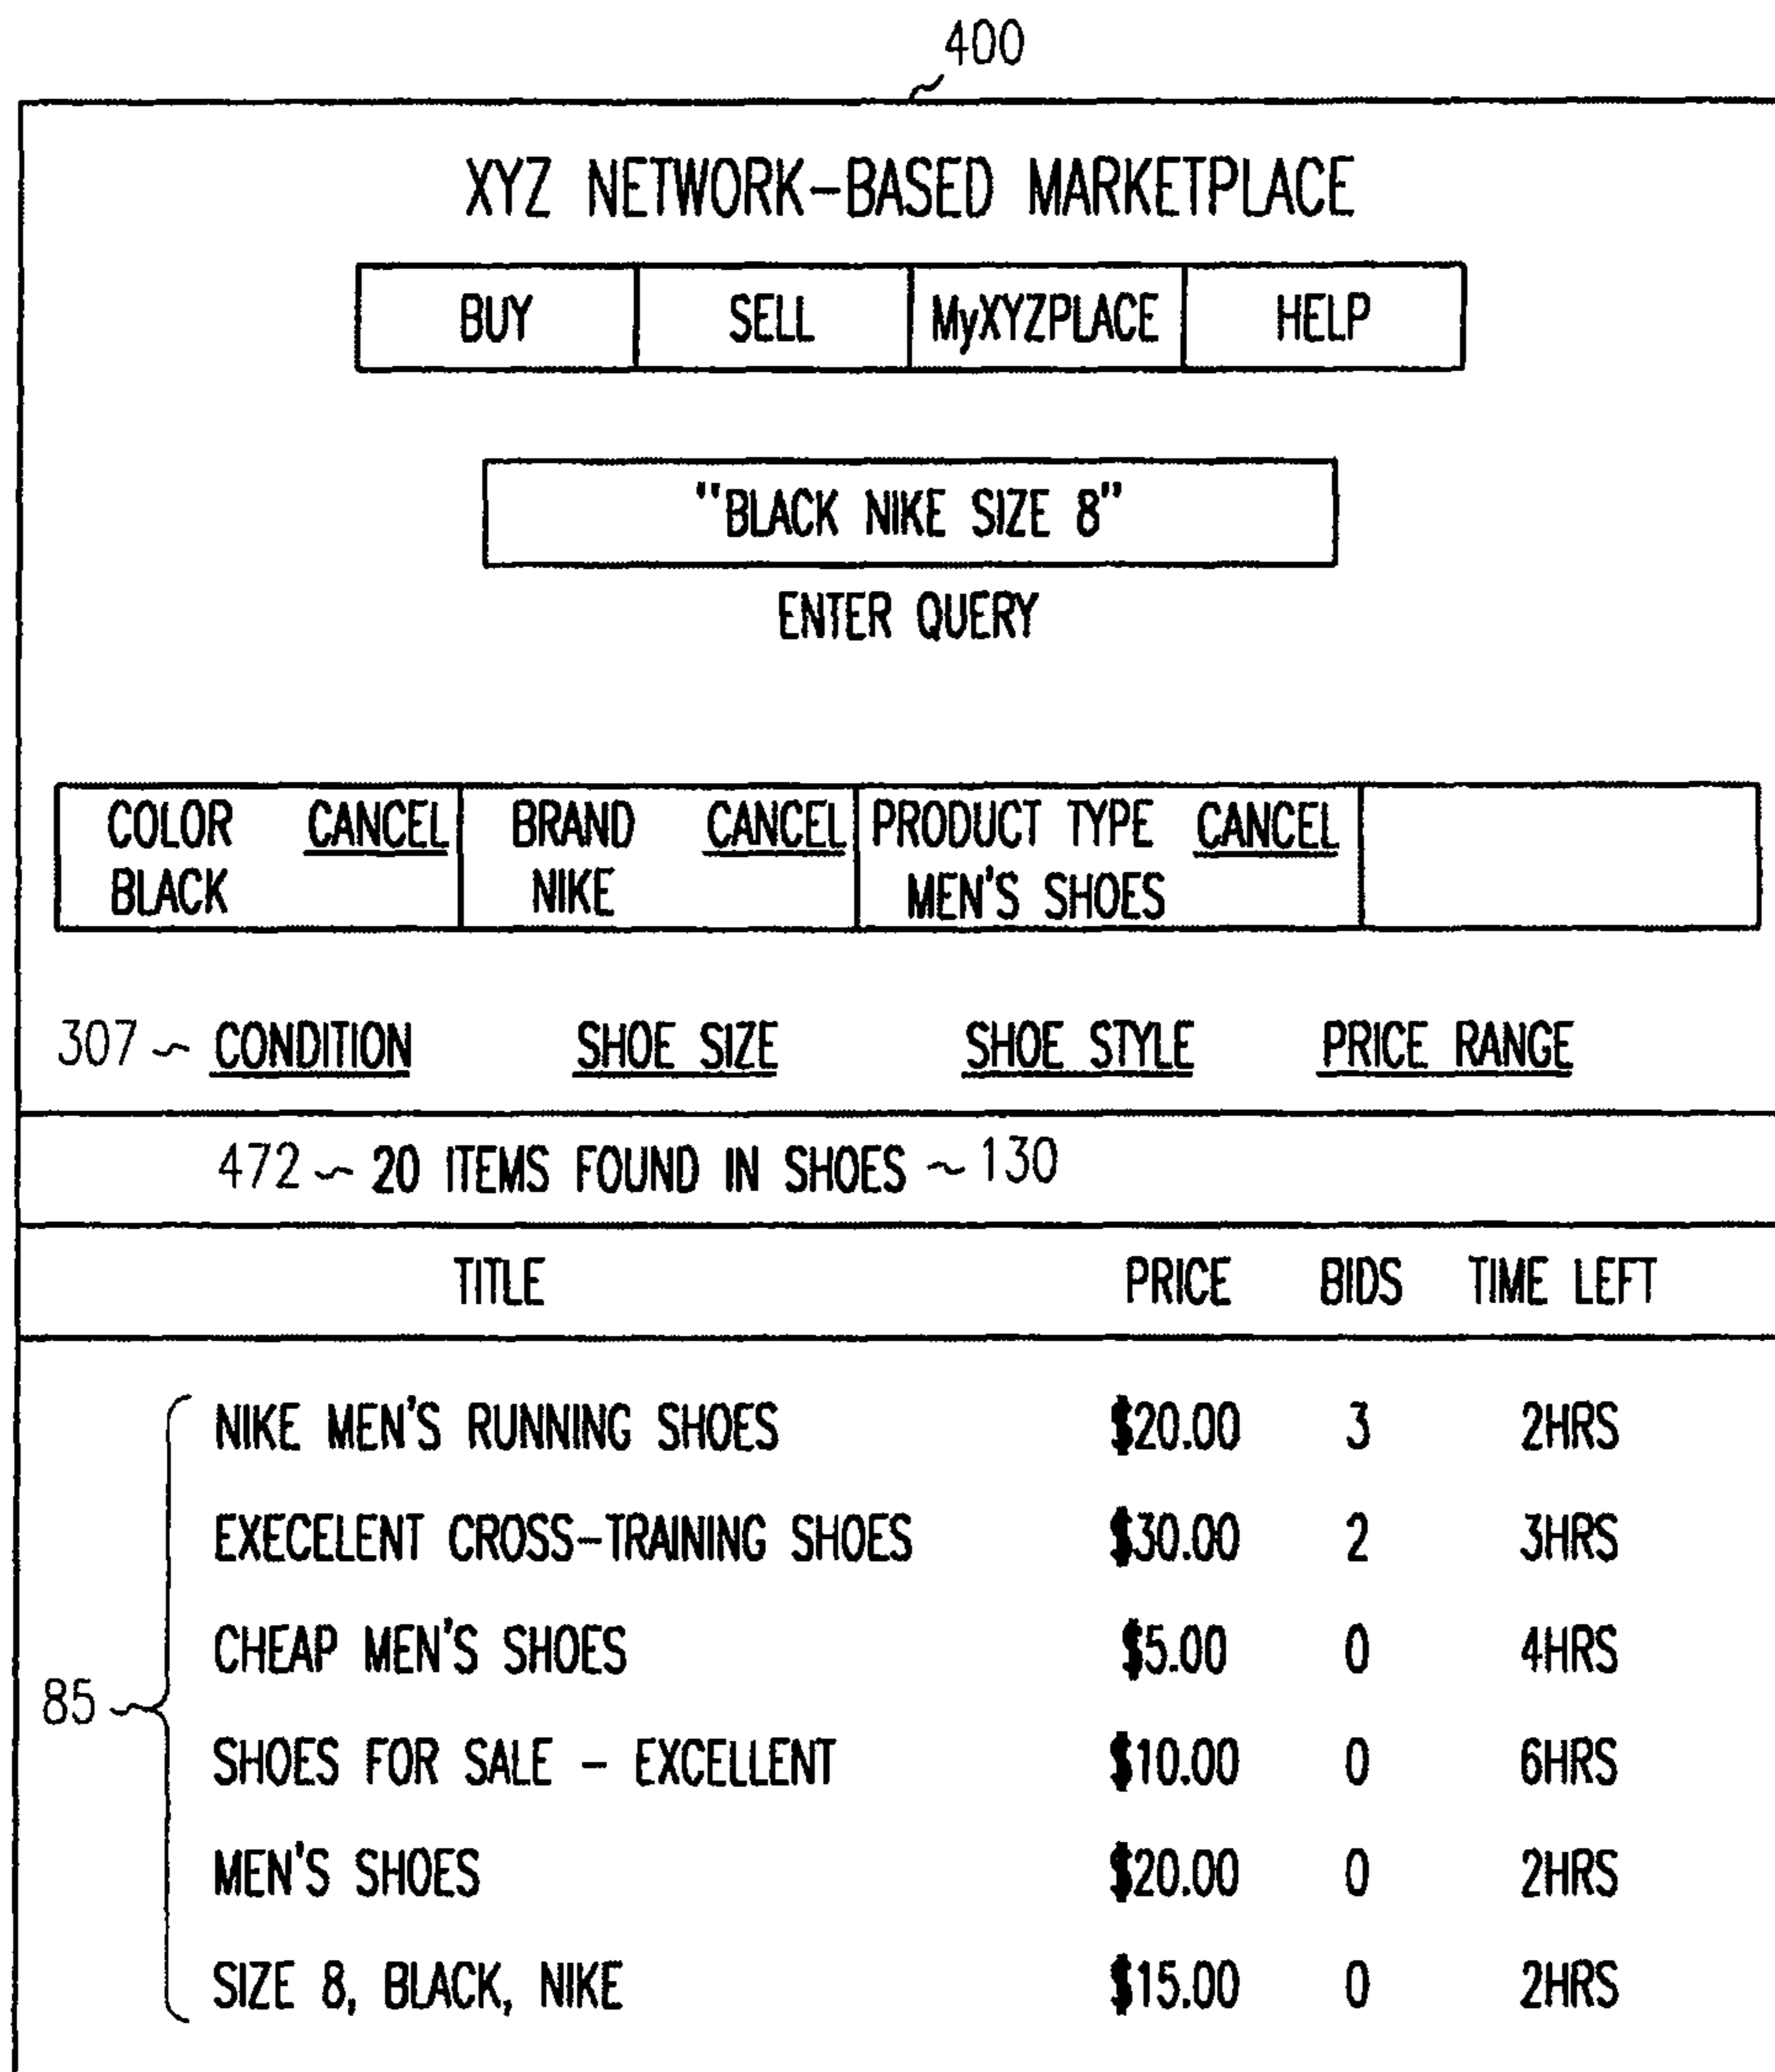 400
XYZ NETWORK-BASED MARKETPLACE
BUY SELL MyXYZPLACE HELP
"BLACK NIKE SIZE 8"
ENTER QUERY
COLOR CANCEL BRAND CANCEL PRODUCT TYPE CANCEL
BLACK NIKE MEN'S SHOES
307 CONDITION SHOE SIZE SHOE STYLE PRICE RANGE
472 20 ITEMS FOUND IN SHOES 130
TITLE PRICE BIDS TIME LEFT
NIKE MEN'S RUNNING SHOES $20.00 3 2HRS
EXECELENT CROSS-TRAINING SHOES $30.00 2 3HRS
CHEAP MEN'S SHOES $5.00 0 4HRS
85
SHOES FOR SALE - EXCELLENT $10.00 0 6HRS
MEN'S SHOES $20.00 0 2HRS
SIZE 8, BLACK, NIKE $15.00 0 2HRS